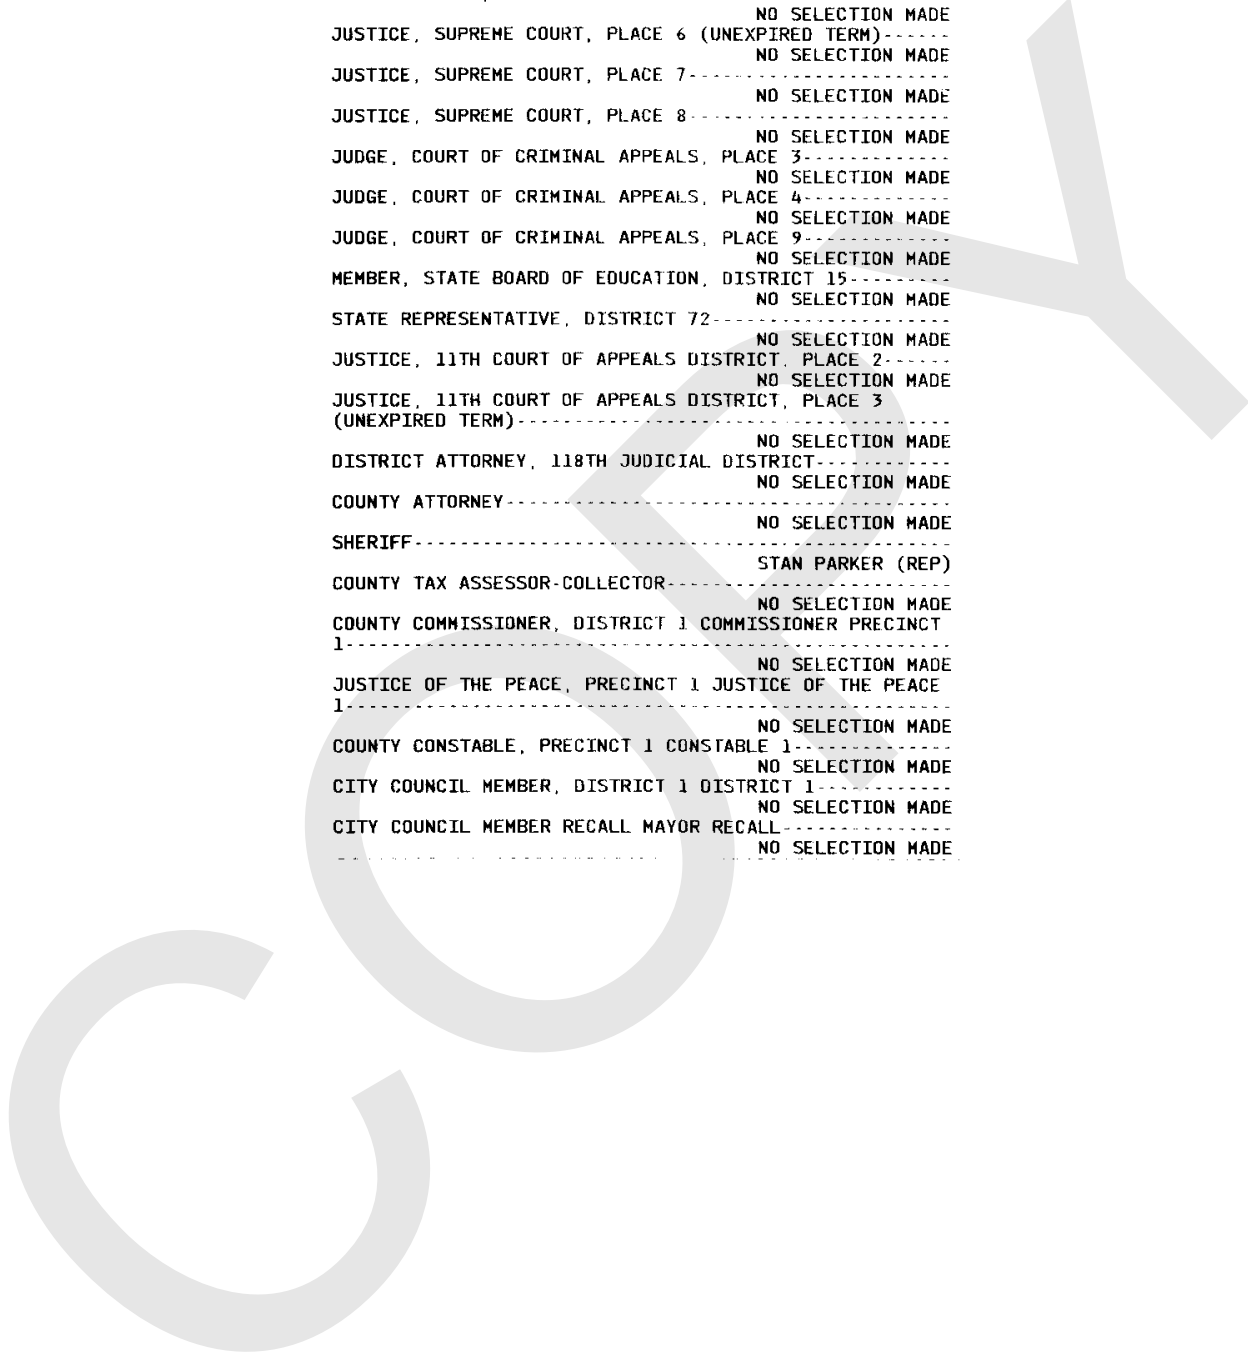 NO SELECTION MADE
JUSTICE, SUPREME COURT, PLACE 6 (UNEXPIRED TERM)------
NO SELECTION MADE
JUSTICE, SUPREME COURT, PLACE 7-----------------------
NO SELECTION MADE
JUSTICE, SUPREME COURT, PLACE 8-----------------------
NO SELECTION MADE
JUDGE, COURT OF CRIMINAL APPEALS, PLACE 3-------------
NO SELECTION MADE
JUDGE, COURT OF CRIMINAL APPEALS, PLACE 4-------------
NO SELECTION MADE
JUDGE, COURT OF CRIMINAL APPEALS, PLACE 9-------------
NO SELECTION MADE
MEMBER, STATE BOARD OF EDUCATION, DISTRICT 15---------
NO SELECTION MADE
STATE REPRESENTATIVE, DISTRICT 72---------------------
NO SELECTION MADE
JUSTICE, 11TH COURT OF APPEALS DISTRICT, PLACE 2------
NO SELECTION MADE
JUSTICE, 11TH COURT OF APPEALS DISTRICT, PLACE 3
(UNEXPIRED TERM)--------------------------------------
NO SELECTION MADE
DISTRICT ATTORNEY, 118TH JUDICIAL DISTRICT------------
NO SELECTION MADE
COUNTY ATTORNEY---------------------------------------
NO SELECTION MADE
SHERIFF-----------------------------------------------
STAN PARKER (REP)
COUNTY TAX ASSESSOR-COLLECTOR-------------------------
NO SELECTION MADE
COUNTY COMMISSIONER, DISTRICT 1 COMMISSIONER PRECINCT
1-----------------------------------------------------
NO SELECTION MADE
JUSTICE OF THE PEACE, PRECINCT 1 JUSTICE OF THE PEACE
1-----------------------------------------------------
NO SELECTION MADE
COUNTY CONSTABLE, PRECINCT 1 CONSTABLE 1--------------
NO SELECTION MADE
CITY COUNCIL MEMBER, DISTRICT 1 DISTRICT 1------------
NO SELECTION MADE
CITY COUNCIL MEMBER RECALL MAYOR RECALL---------------
NO SELECTION MADE
COPY